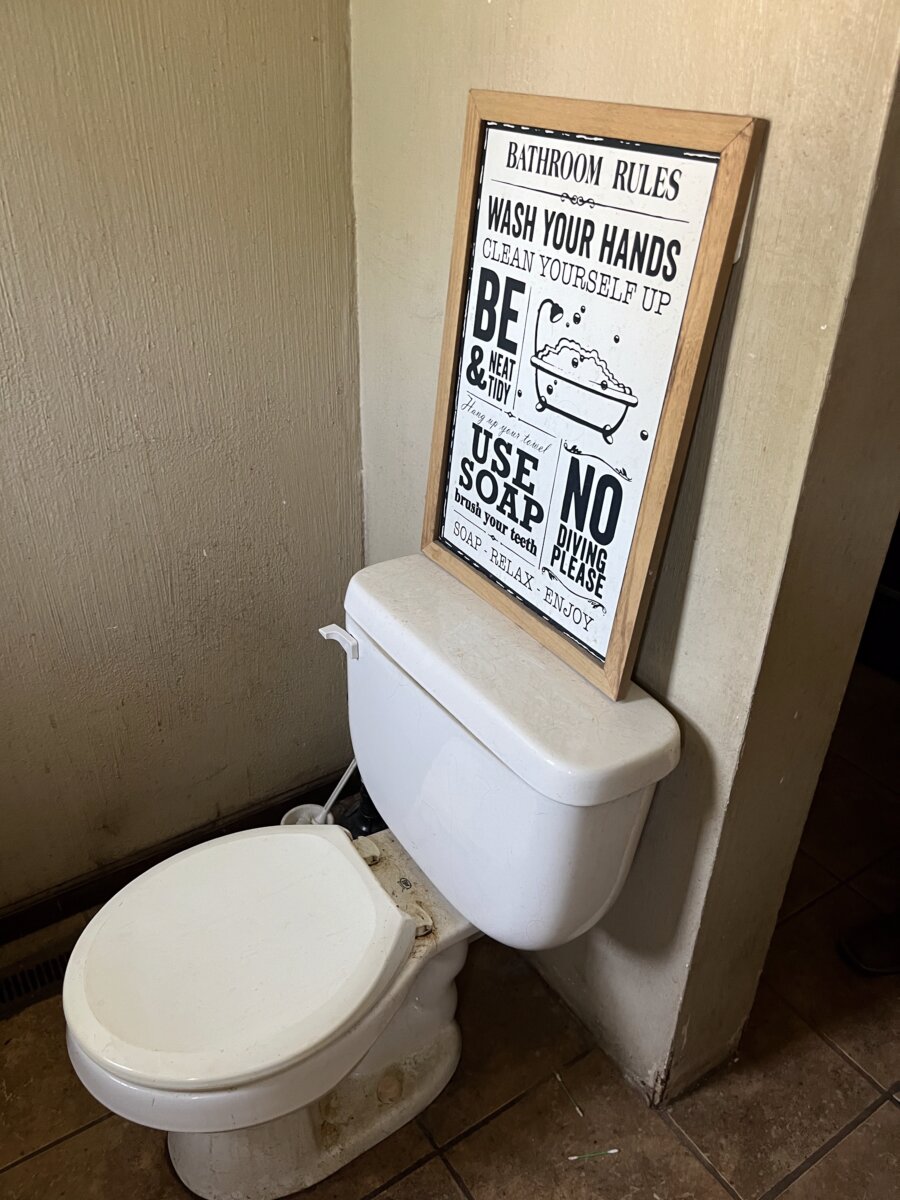 BATHROOM RULES
WASH YOUR HANDS
CLEAN YOURSELF UP
BE
& NEAT
TIDY
Hang up your towel
USE
SOAP
brush your teeth
NO
DIVING
PLEASE
SOAP - RELAX - ENJOY